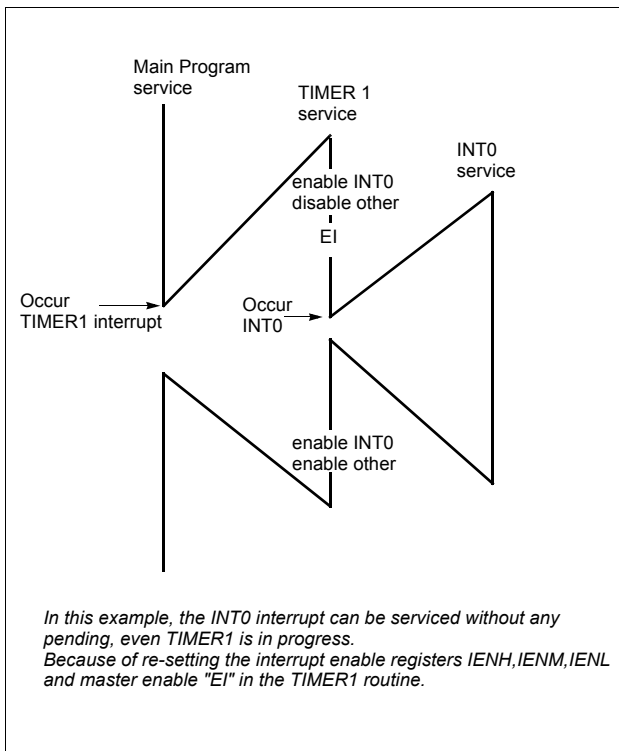 Main Program
service
TIMER 1
service
INT0
service
enable INT0
disable other
EI
Occur
TIMER1 interrupt
Occur
INT0
enable INT0
enable other
In this example, the INT0 interrupt can be serviced without any
pending, even TIMER1 is in progress.
Because of re-setting the interrupt enable registers IENH,IENM,IENL
and master enable "EI" in the TIMER1 routine.